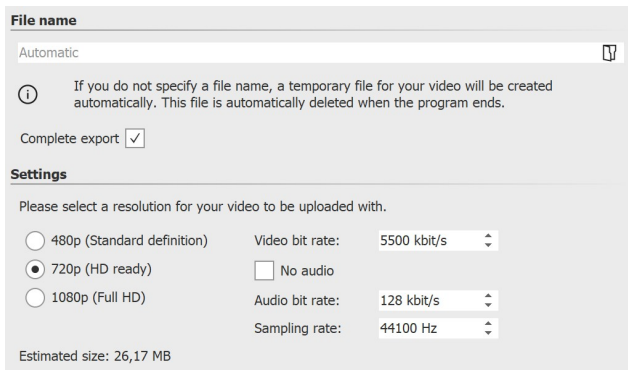 File name
Automatic
If you do not specify a file name, a temporary file for your video will be created
automatically. This file is automatically deleted when the program ends.
Complete export
Settings
Please select a resolution for your video to be uploaded with.
480p (Standard definition)
Video bit rate: 5500 kbit/s
720p (HD ready)
No audio
1080p (Full HD)
Audio bit rate: 128 kbit/s
Sampling rate: 44100 Hz
Estimated size: 26,17 MB